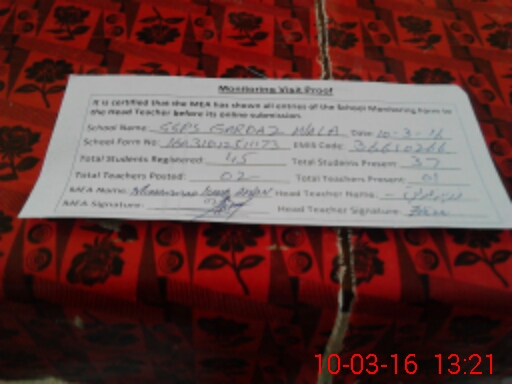 Monitoring Visit Proof
It is certified that the MEA has shown all entries of the School Monitoring Form to
the Head Teacher before its online submission.
School Name: GGPS GARDAZ WALA Date: 10-3-16
School Form No: EMIS Code:
Total Students Registered: 45 Total Students Present: 37
Total Teachers Posted: 02 Total Teachers Present: 01
MEA Name: Head Teacher Name:
MEA Signature: Head Teacher Signature:
10-03-16 13:21